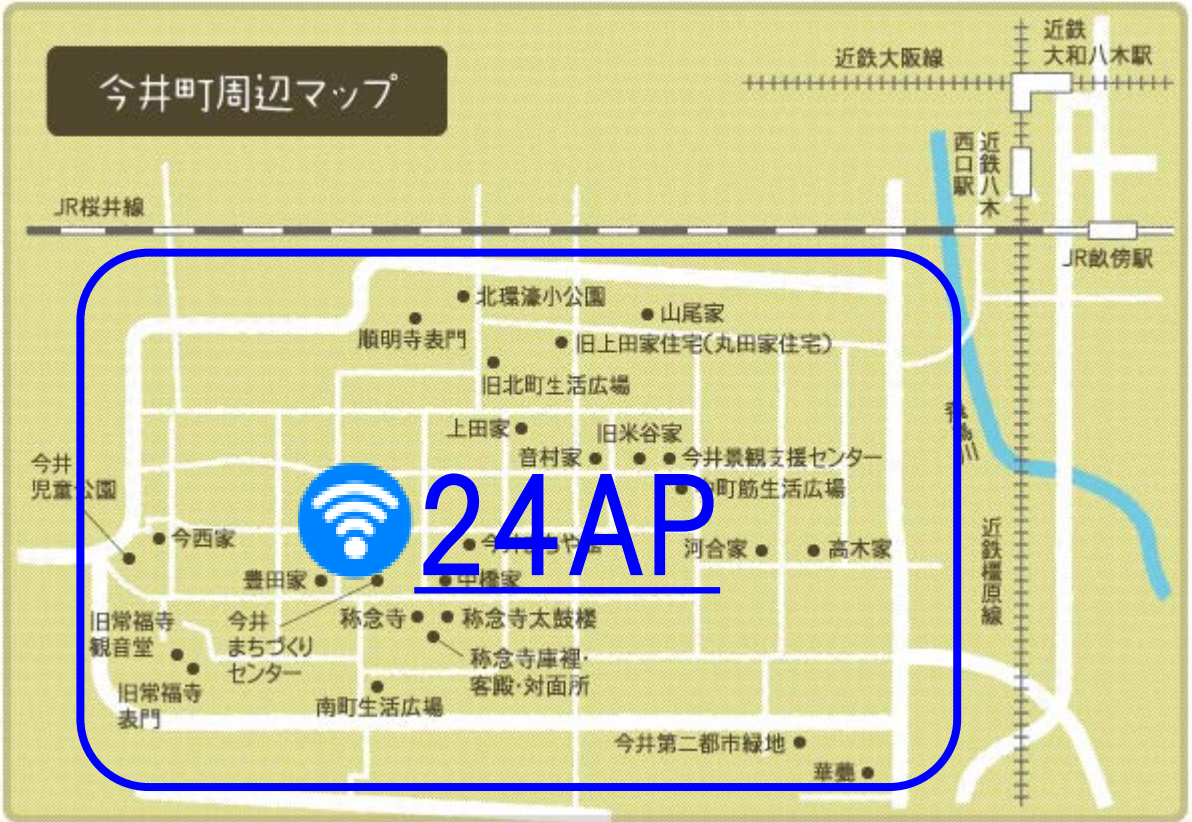 近鉄
大和八木駅
近鉄大阪線
今井町周辺マップ
近鉄八木
西口駅
JR桜井線
JR畝傍駅
北環濠小公園
山尾家
順明寺表門
旧上田家住宅(丸田家住宅)
旧北町生活広場
上田家
旧米谷家
音村家
今井景観支援センター
今井
児童公園
町筋生活広場
24AP
今西家
河合家
高木家
近鉄橿原線
豊田家
中橋家
旧常福寺
観音堂
今井
まちづくり
センター
称念寺
称念寺太鼓楼
称念寺庫裡・
客殿・対面所
旧常福寺
表門
南町生活広場
今井第二都市緑地
華甍